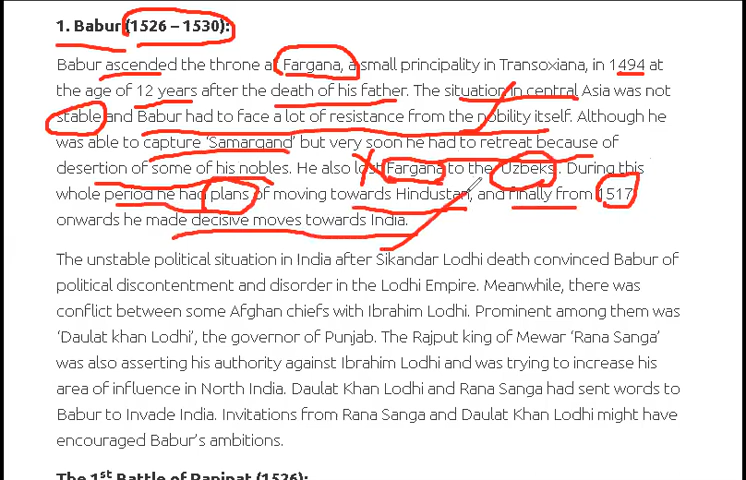 1. Babur (1526 – 1530):
Babur ascended the throne at Fargana, a small principality in Transoxiana, in 1494 at
the age of 12 years after the death of his father. The situation in central Asia was not
stable and Babur had to face a lot of resistance from the nobility itself. Although he
was able to capture ‘Samargand’ but very soon he had to retreat because of
desertion of some of his nobles. He also lost Fargana to the Uzbeks. During this
whole period he had plans of moving towards Hindustan, and finally from 1517
onwards he made decisive moves towards India.
The unstable political situation in India after Sikandar Lodhi death convinced Babur of
political discontentment and disorder in the Lodhi Empire. Meanwhile, there was
conflict between some Afghan chiefs with Ibrahim Lodhi. Prominent among them was
‘Daulat khan Lodhi’, the governor of Punjab. The Rajput king of Mewar ‘Rana Sanga’
was also asserting his authority against Ibrahim Lodhi and was trying to increase his
area of influence in North India. Daulat Khan Lodhi and Rana Sanga had sent words to
Babur to Invade India. Invitations from Rana Sanga and Daulat Khan Lodhi might have
encouraged Babur’s ambitions.
The 1st Battle of Panipat (1526):